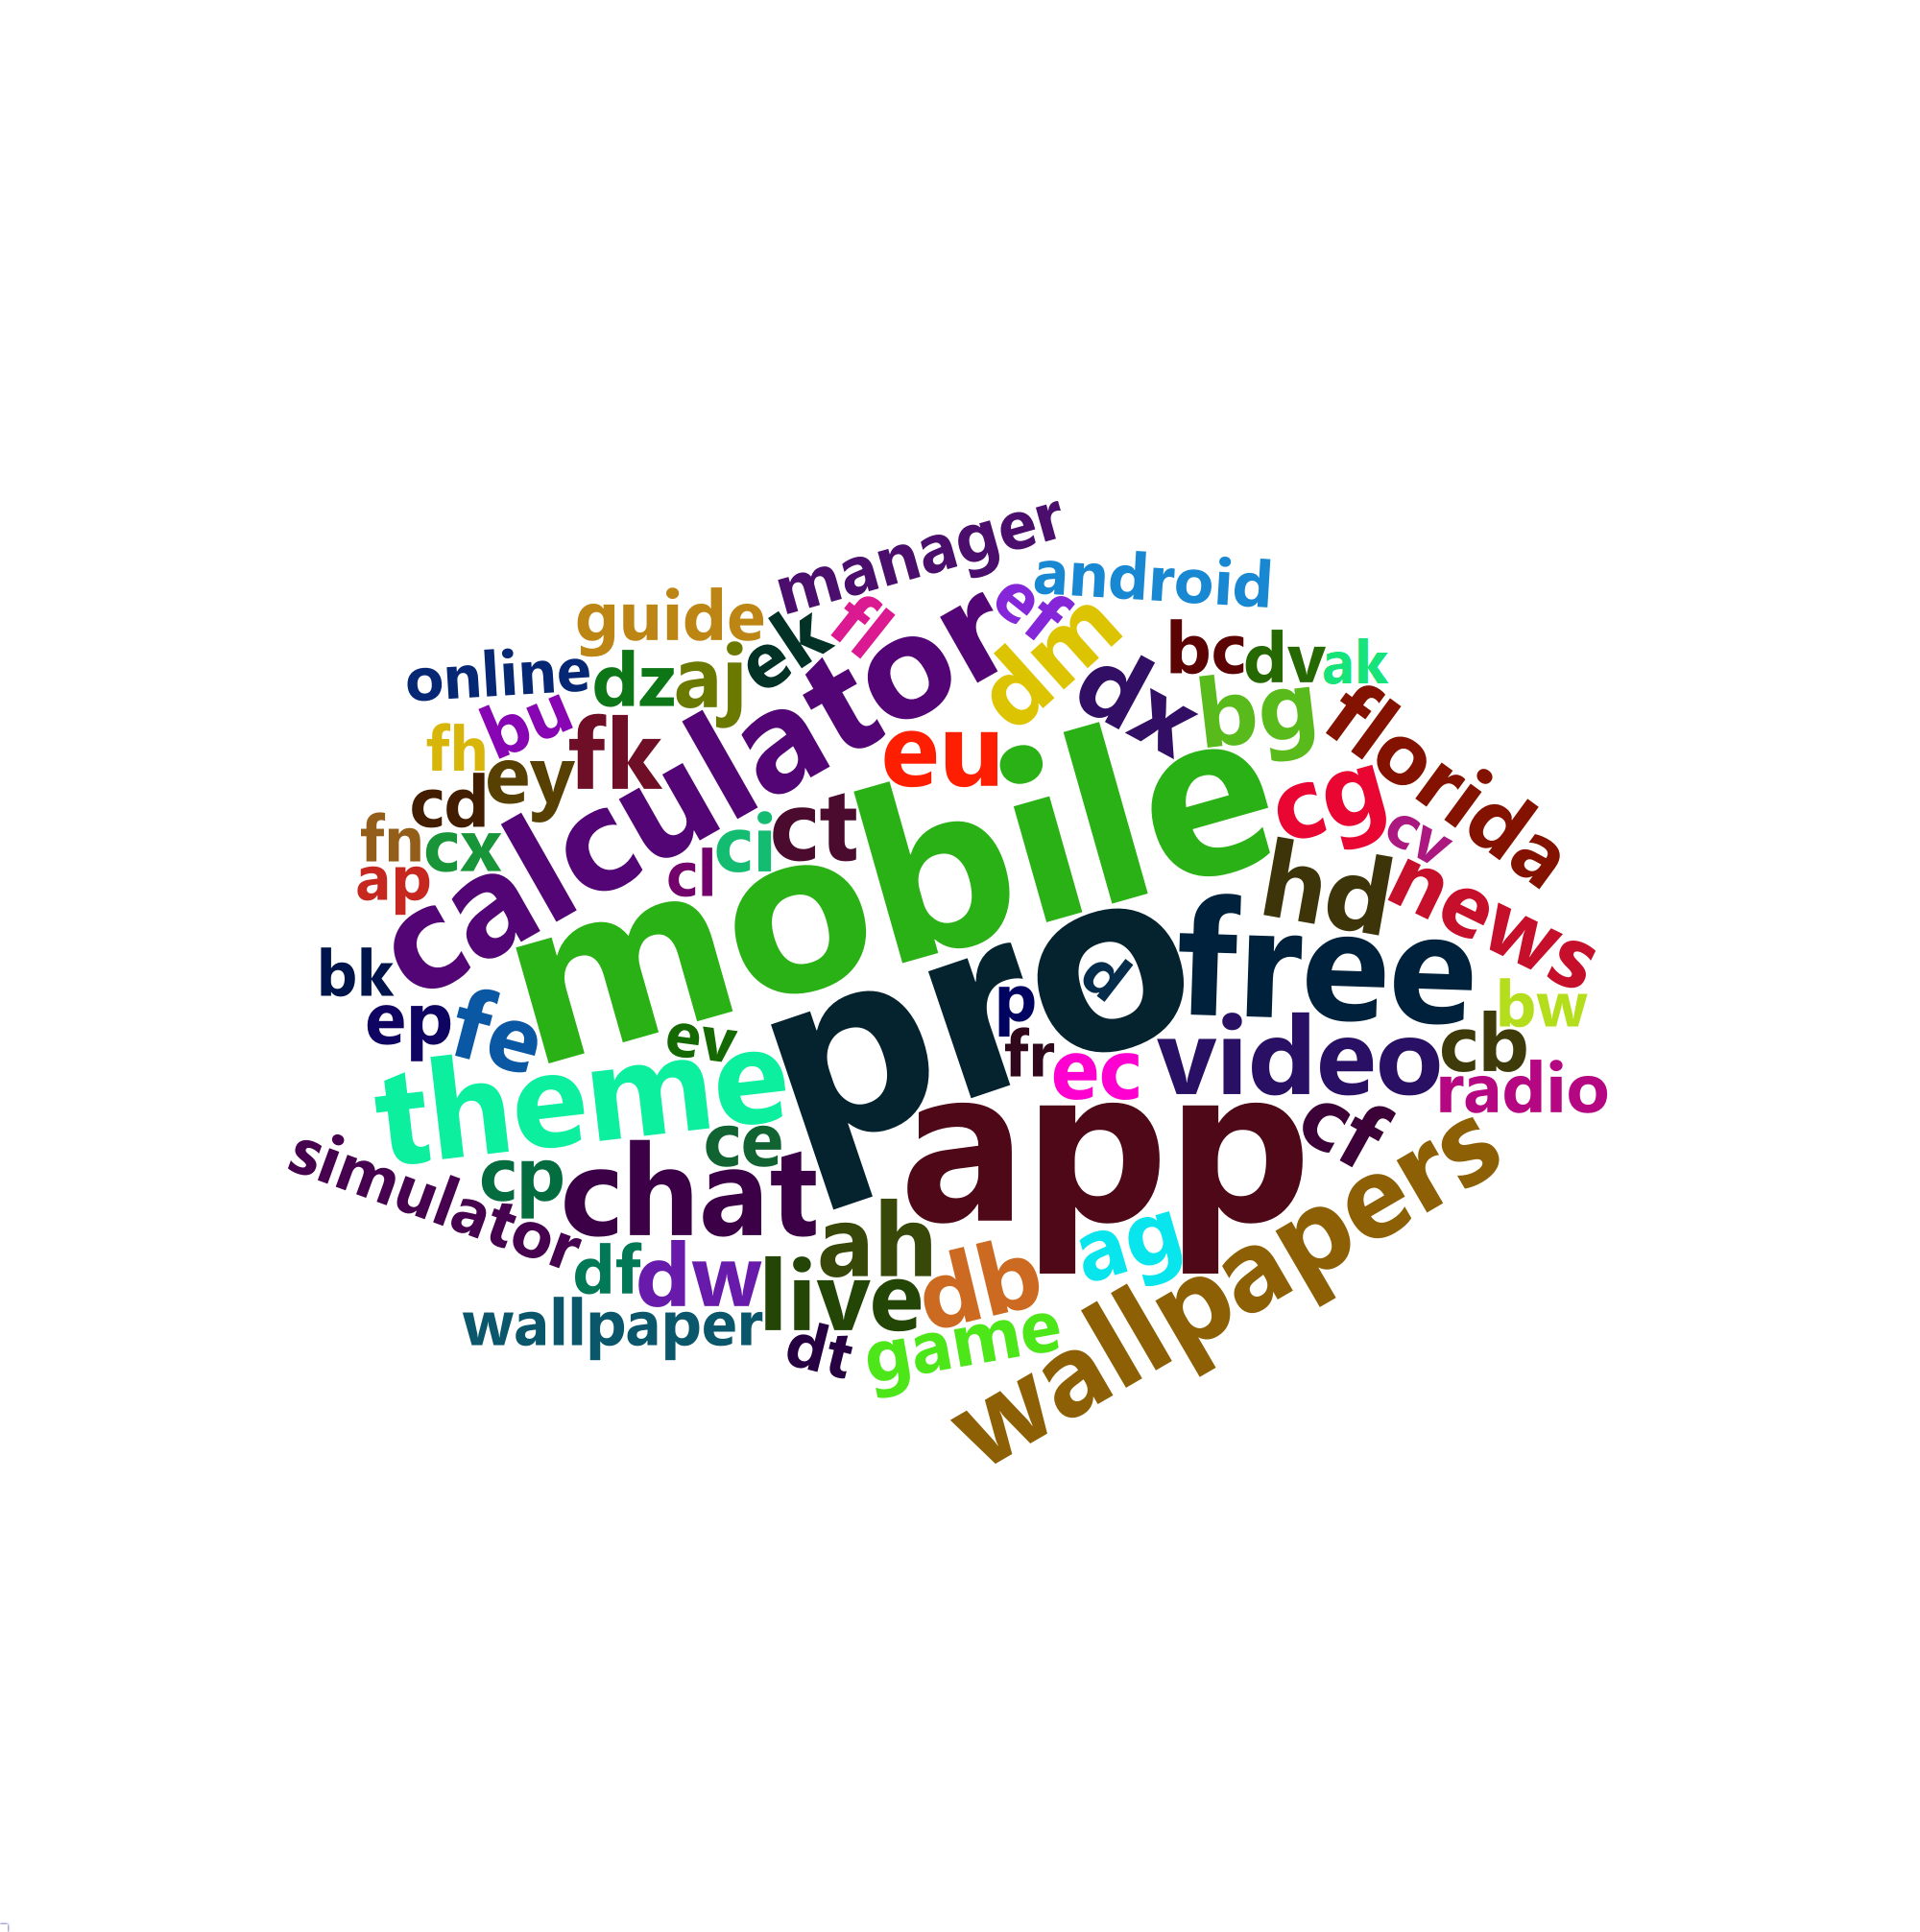 manager
android
guide
ek
fl
ef
online
dz
aj
calculator
dm
dx
x
bc
dv
ak
bu
fk
bg
florida
fh
ey
eu
cd
ct
mobile
cg
cv
fn
cx
ci
cl
hd
news
ap
bk
pro
e
free
p
bw
ep
fe
ev
fr
ec
video
cb
radio
theme
ce
app
cf
simulator
cp
chat
ah
ag
wallpapers
df
dw
live
db
wallpaper
dt
game